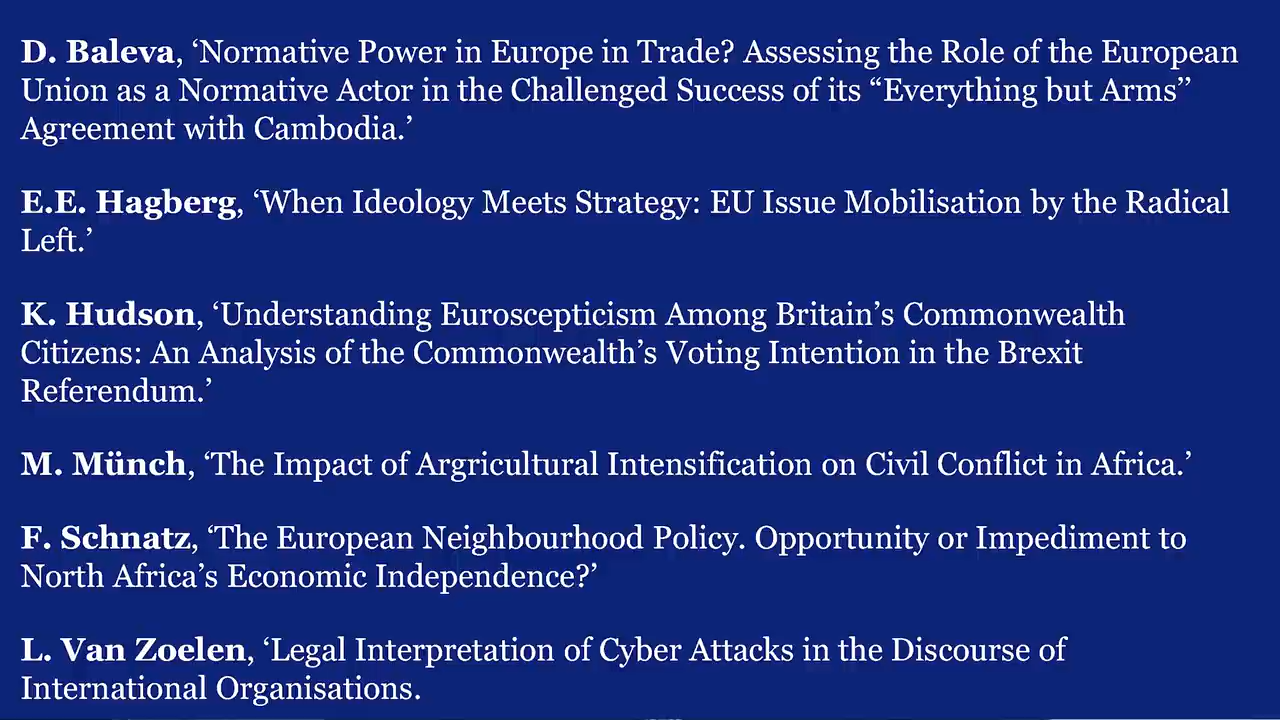 D. Baleva, ‘Normative Power in Europe in Trade? Assessing the Role of the European
Union as a Normative Actor in the Challenged Success of its “Everything but Arms’’
Agreement with Cambodia.’
E.E. Hagberg, ‘When Ideology Meets Strategy: EU Issue Mobilisation by the Radical
Left.’
K. Hudson, ‘Understanding Euroscepticism Among Britain’s Commonwealth
Citizens: An Analysis of the Commonwealth’s Voting Intention in the Brexit
Referendum.’
M. Münch, ‘The Impact of Argricultural Intensification on Civil Conflict in Africa.’
F. Schnatz, ‘The European Neighbourhood Policy. Opportunity or Impediment to
North Africa’s Economic Independence?’
L. Van Zoelen, ‘Legal Interpretation of Cyber Attacks in the Discourse of
International Organisations.